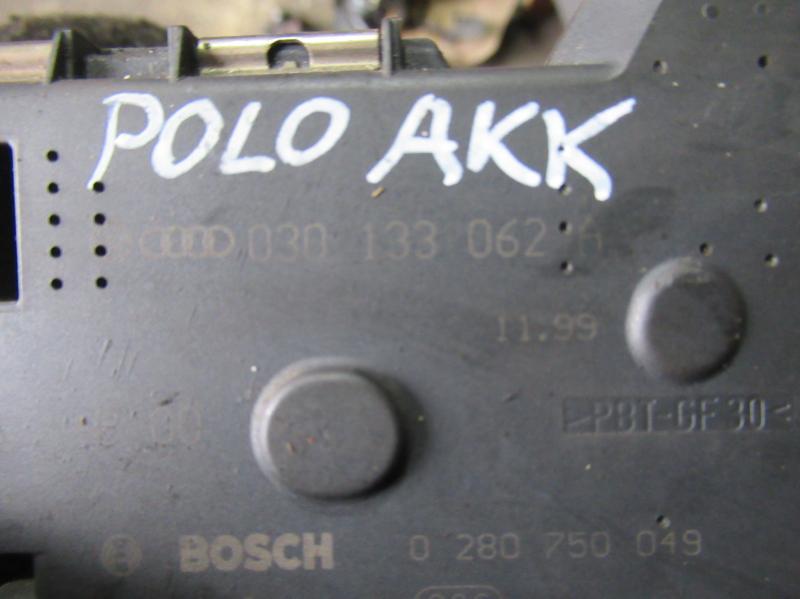 POLO AKK
030 133 062 A
11.99
>PBT-GF30<
BOSCH 0 280 750 049